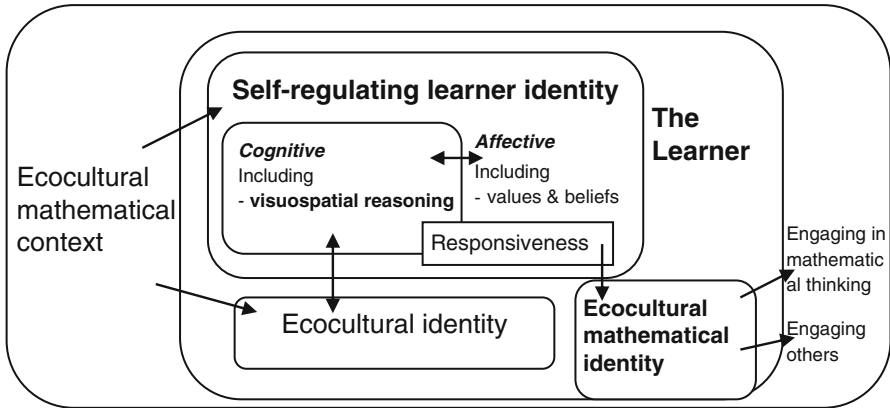 Self-regulating learner identity
The
Learner
Cognitive
Including
- visuospatial reasoning
Affective
Including
- values & beliefs
Responsiveness
Ecocultural
mathematical
context
Ecocultural identity
Ecocultural
mathematical
identity
Engaging in
mathematic
al thinking
Engaging
others